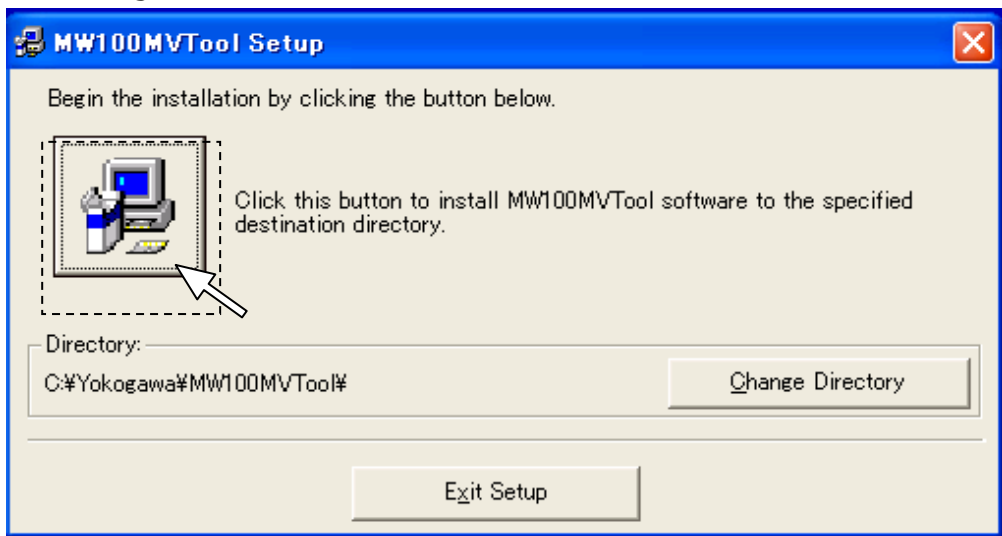 MW100MVTool Setup
Begin the installation by clicking the button below.
Click this button to install MW100MVTool software to the specified
destination directory.
Directory:
C:¥Yokogawa¥MW100MVTool¥
Change Directory
Exit Setup